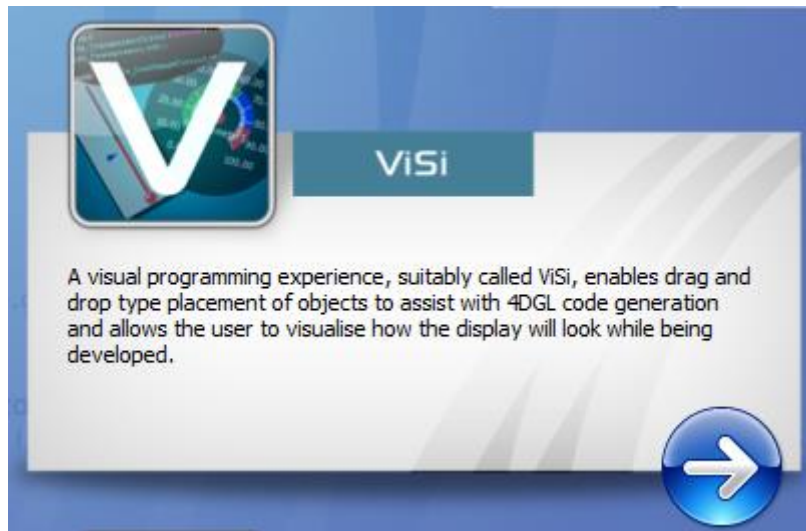 V
ViSi
A visual programming experience, suitably called ViSi, enables drag and
drop type placement of objects to assist with 4DGL code generation
and allows the user to visualise how the display will look while being
developed.